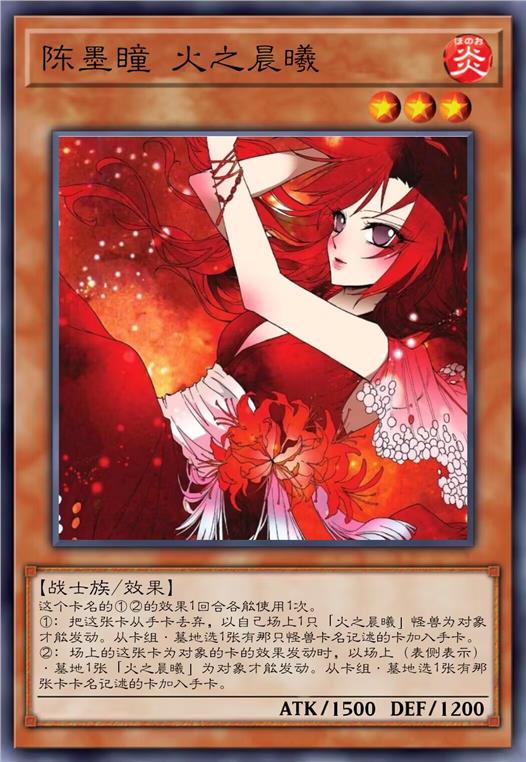 陈墨瞳 火之晨曦
ほのお
炎
【战士族/效果】
这个卡名的①②的效果1回合各能使用1次。
①：把这张卡从手卡丢弃，以自己场上1只「火之晨曦」怪兽为对象
才能发动。从卡组·墓地选1张有那只怪兽卡名记述的卡加入手卡。
②：场上的这张卡为对象的卡的效果发动时，以场上（表侧表示）
·墓地1张「火之晨曦」为对象才能发动。从卡组·墓地选1张有那
张卡卡名记述的卡加入手卡。
ATK/1500 DEF/1200